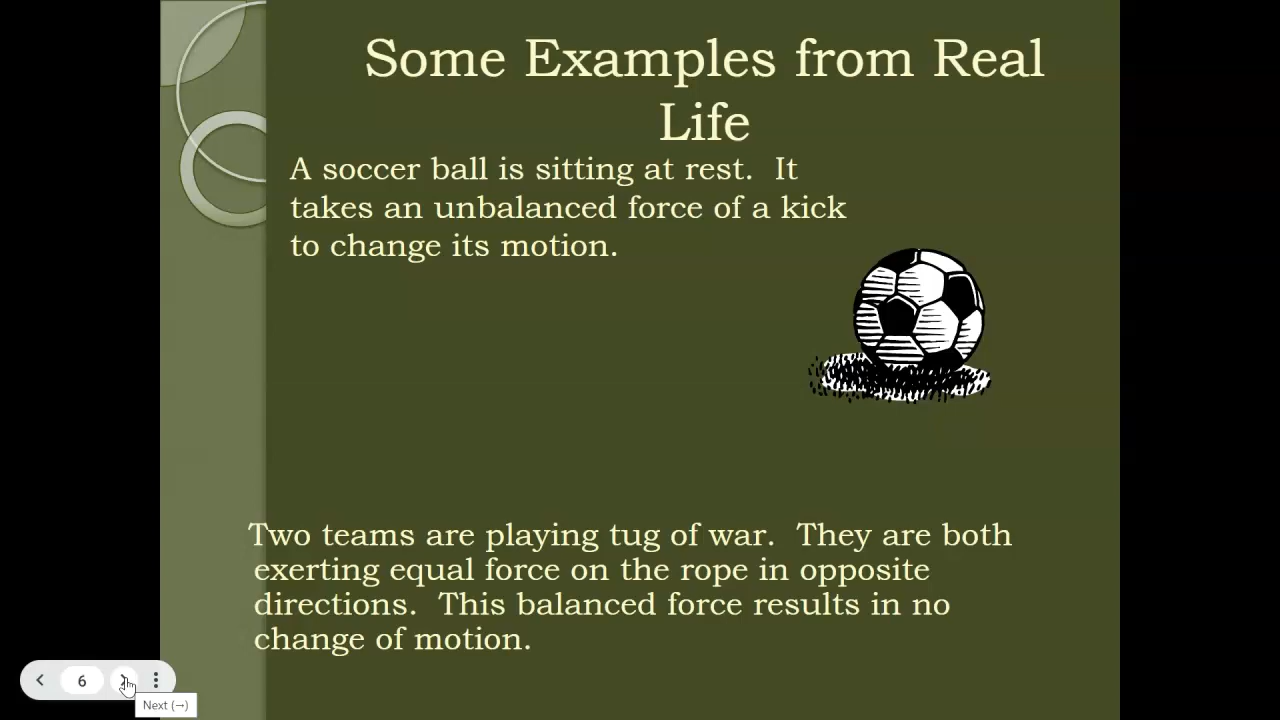 Some Examples from Real
Life
A soccer ball is sitting at rest. It
takes an unbalanced force of a kick
to change its motion.
Two teams are playing tug of war. They are both
exerting equal force on the rope in opposite
directions. This balanced force results in no
change of motion.
6
Next (→)